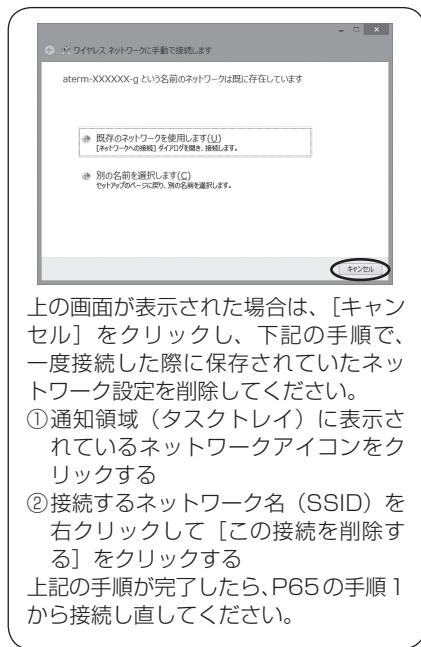 ワイヤレス ネットワークに手動で接続します
aterm-XXXXXX-g という名前のネットワークは既に存在しています
既存のネットワークを使用します(U)
[ネットワークへの接続] ダイアログを開き、接続します。
別の名前を選択します(C)
セットアップのページに戻り、別の名前を選択します。
キャンセル
上の画面が表示された場合は、［キャン
セル］をクリックし、下記の手順で、
一度接続した際に保存されていたネッ
トワーク設定を削除してください。
①通知領域（タスクトレイ）に表示さ
れているネットワークアイコンをク
リックする
②接続するネットワーク名（SSID）を
右クリックして［この接続を削除す
る］をクリックする
上記の手順が完了したら、P65の手順1
から接続し直してください。